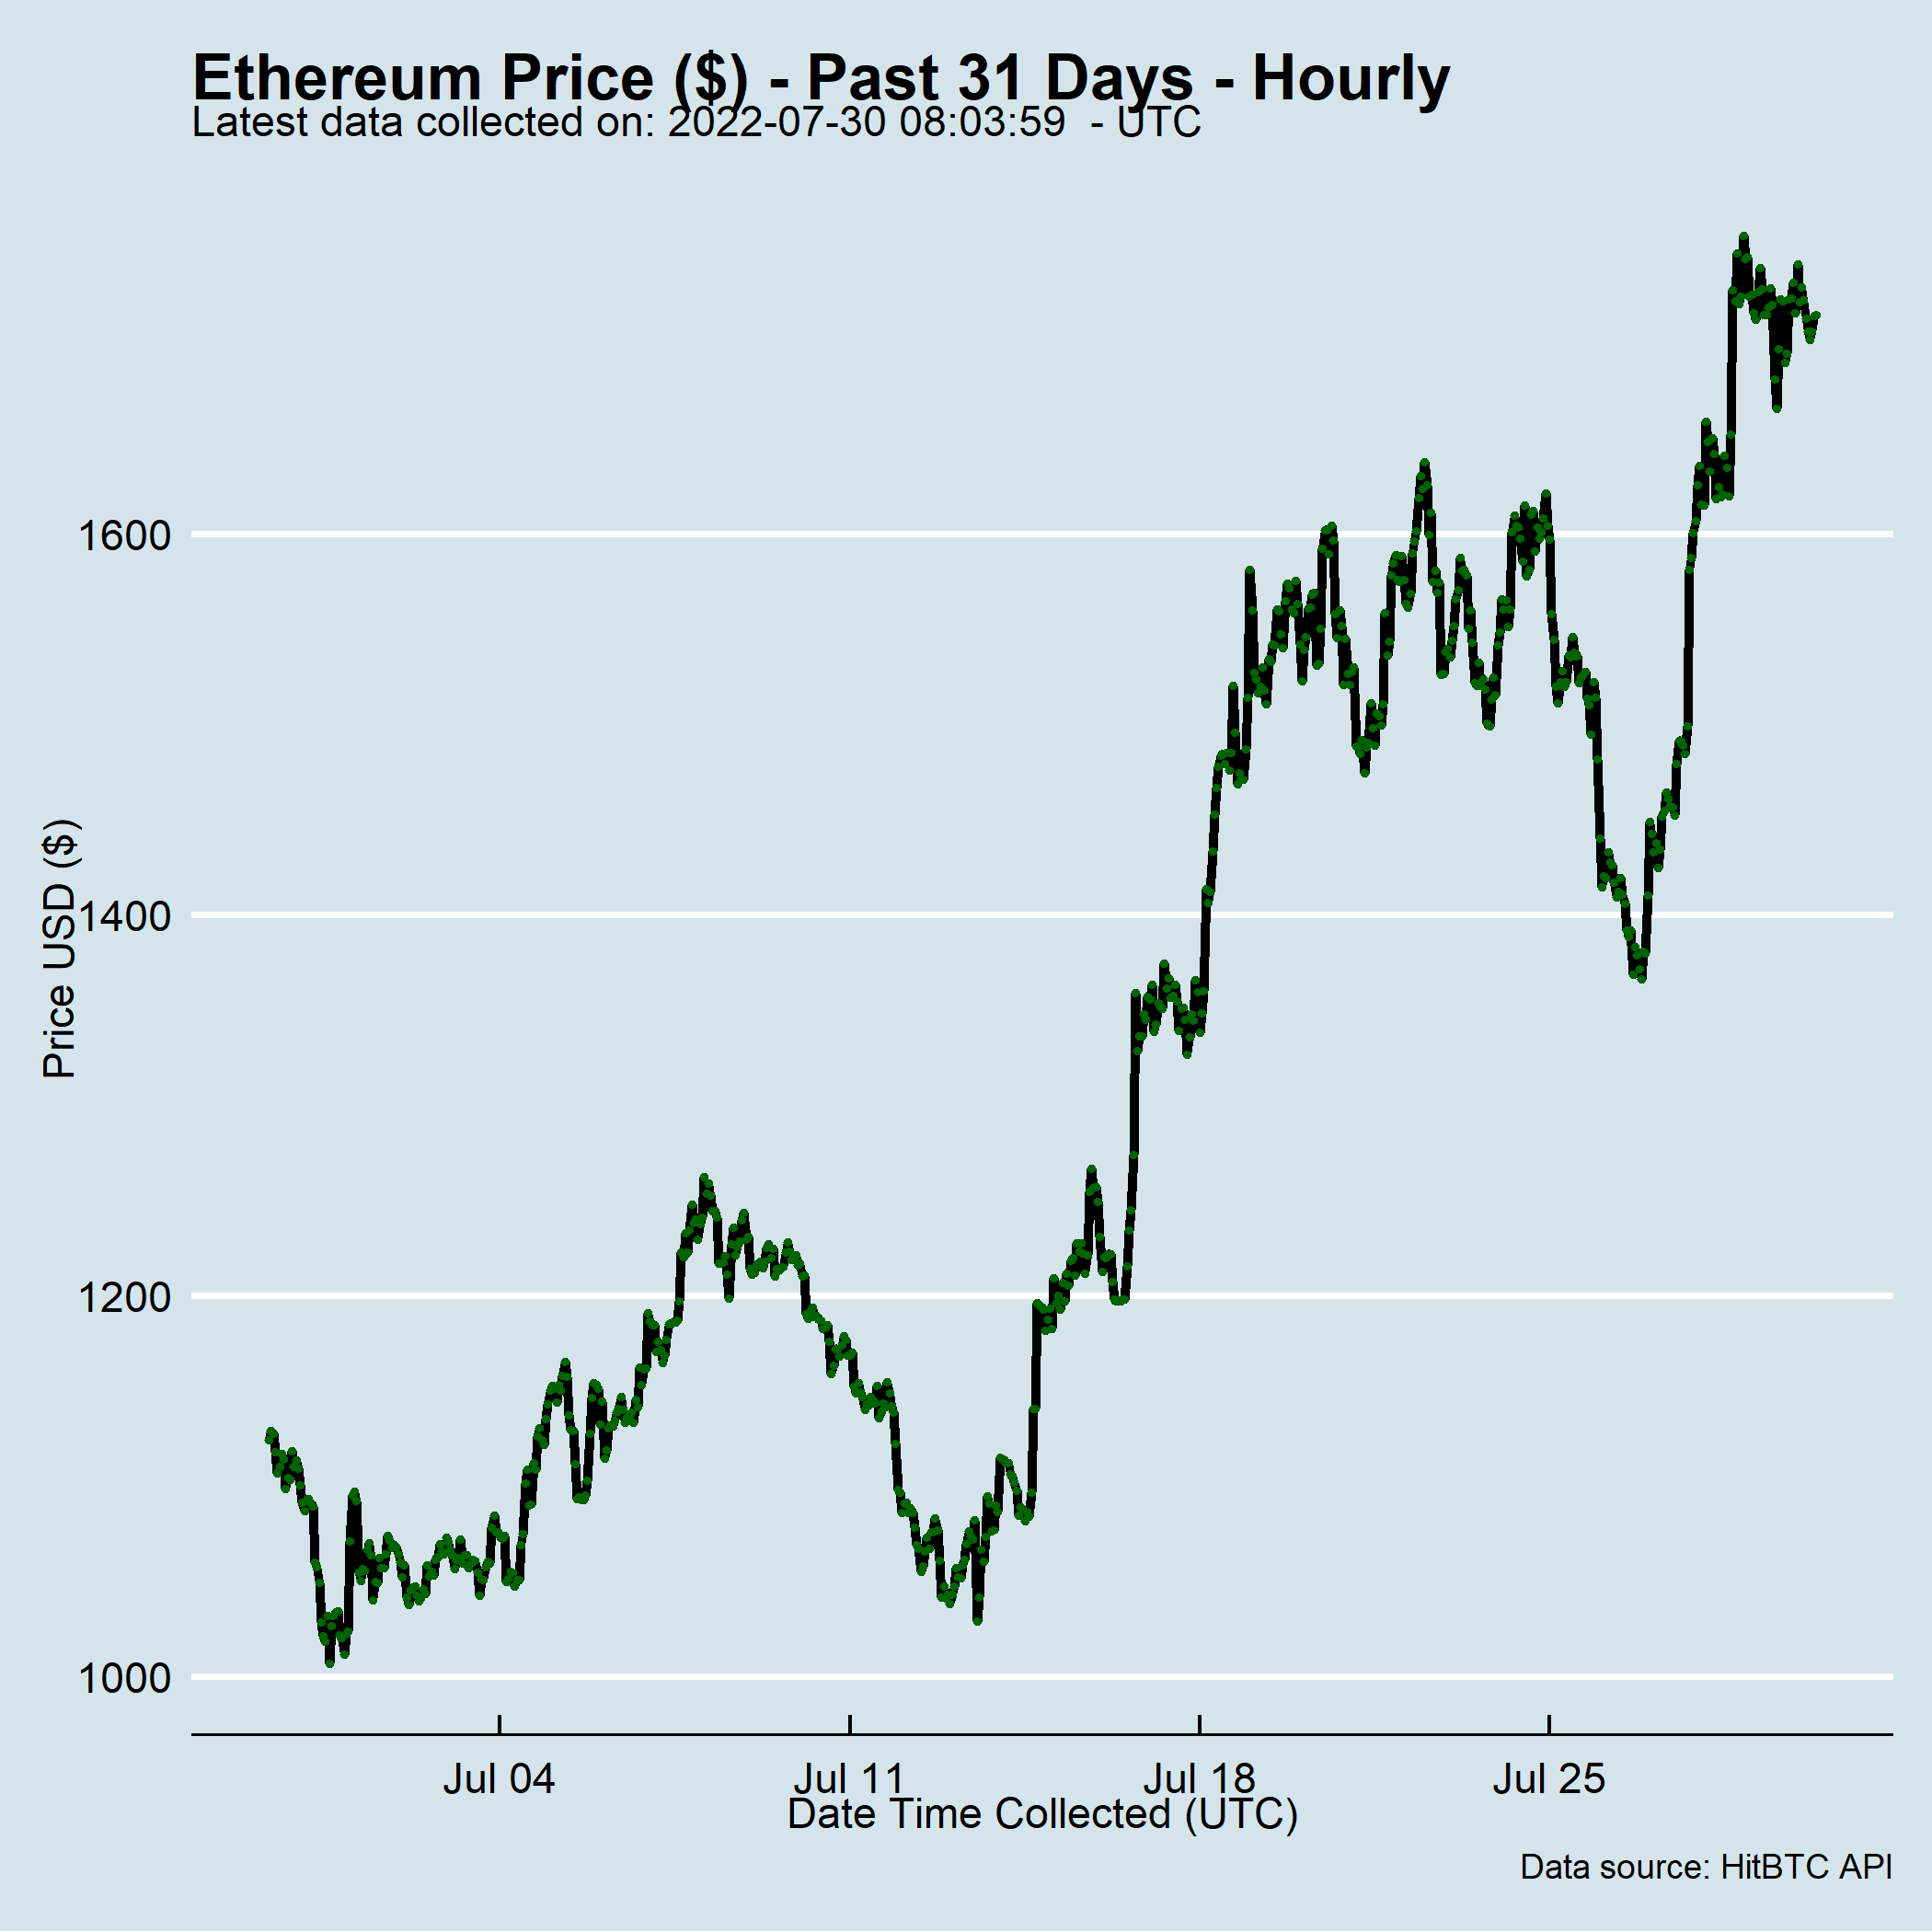 Ethereum Price ($) - Past 31 Days - Hourly
Latest data collected on: 2022-07-30 08:03:59  - UTC
Price USD ($)
1600
1400
1200
1000
Jul 04
Jul 11
Jul 18
Jul 25
Date Time Collected (UTC)
Data source: HitBTC API